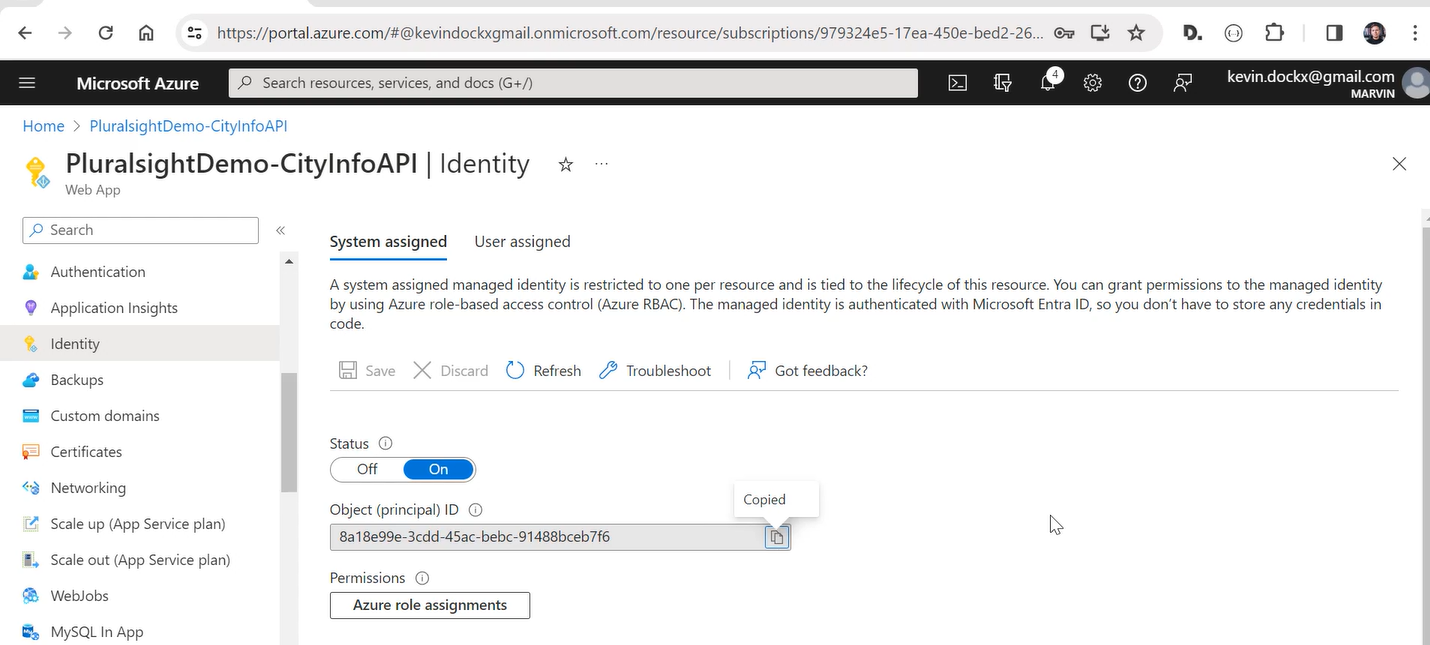 https://portal.azure.com/#@kevindockxgmail.onmicrosoft.com/resource/subscriptions/979324e5-17ea-450e-bed2-26...
D.
Microsoft Azure
Search resources, services, and docs (G+/)
4
kevin.dockx@gmail.com
MARVIN
Home > PluralsightDemo-CityInfoAPI
PluralsightDemo-CityInfoAPI | Identity
Web App
Search
System assigned
User assigned
A system assigned managed identity is restricted to one per resource and is tied to the lifecycle of this resource. You can grant permissions to the managed identity
by using Azure role-based access control (Azure RBAC). The managed identity is authenticated with Microsoft Entra ID, so you don’t have to store any credentials in
code.
Authentication
Application Insights
Identity
Backups
Custom domains
Certificates
Networking
Scale up (App Service plan)
Scale out (App Service plan)
WebJobs
MySQL In App
Save
Discard
Refresh
Troubleshoot
Got feedback?
Status
Off
On
Object (principal) ID
Copied
8a18e99e-3cdd-45ac-bebc-91488bceb7f6
Permissions
Azure role assignments